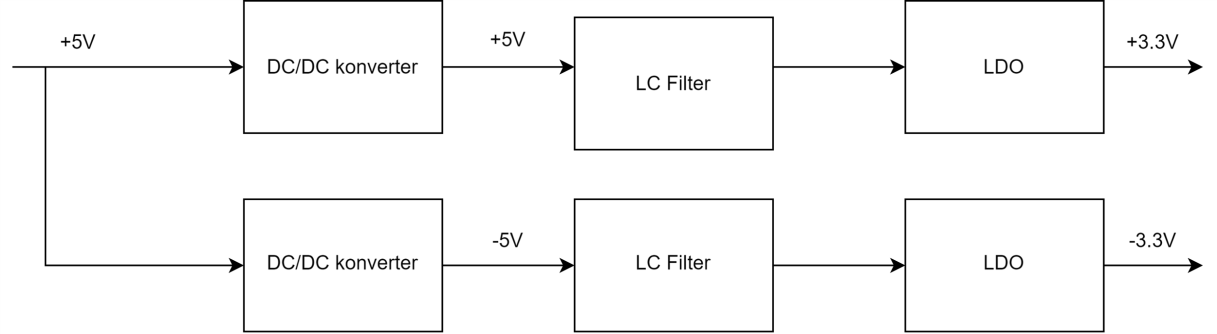 +5V
DC/DC konverter
+5V
LC Filter
LDO
+3.3V
DC/DC konverter
-5V
LC Filter
LDO
-3.3V